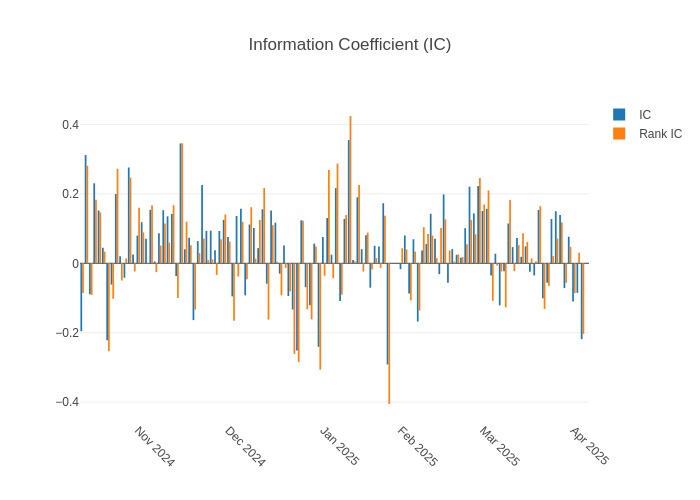 Information Coefficient (IC)
IC
Rank IC
0.4
0.2
0
−0.2
−0.4
Nov 2024
Dec 2024
Jan 2025
Feb 2025
Mar 2025
Apr 2025